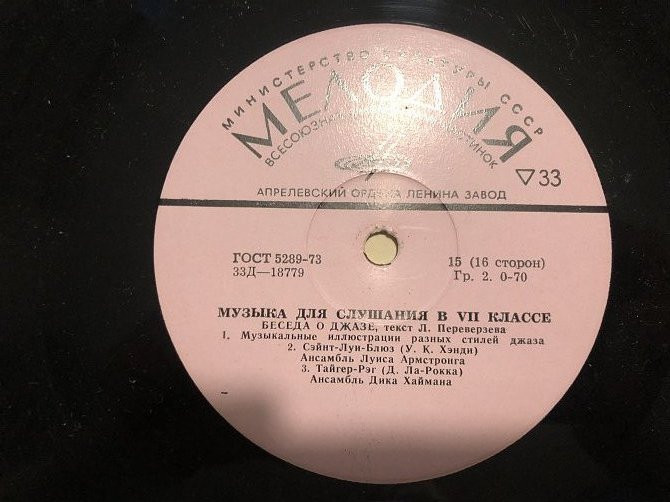 МИНИСТЕРСТВО КУЛЬТУРЫ СССР
МЕЛОДИЯ
ВСЕСОЮЗНАЯ
АПРЕЛЕВСКИЙ ОРДЕНА ЛЕНИНА ЗАВОД
▽33
ГОСТ 5289-73
33Д—18779
15 (16 сторон)
Гр. 2. 0-70
МУЗЫКА ДЛЯ СЛУШАНИЯ В VII КЛАССЕ
БЕСЕДА О ДЖАЗЕ, текст Л. Переверзева
1. Музыкальные иллюстрации разных стилей джаза
2. Сэйнт-Луи-Блюз (У. К. Хэнди)
Ансамбль Луиса Армстронга
3. Тайгер-Рэг (Д. Ла-Рокка)
Ансамбль Дика Хаймана